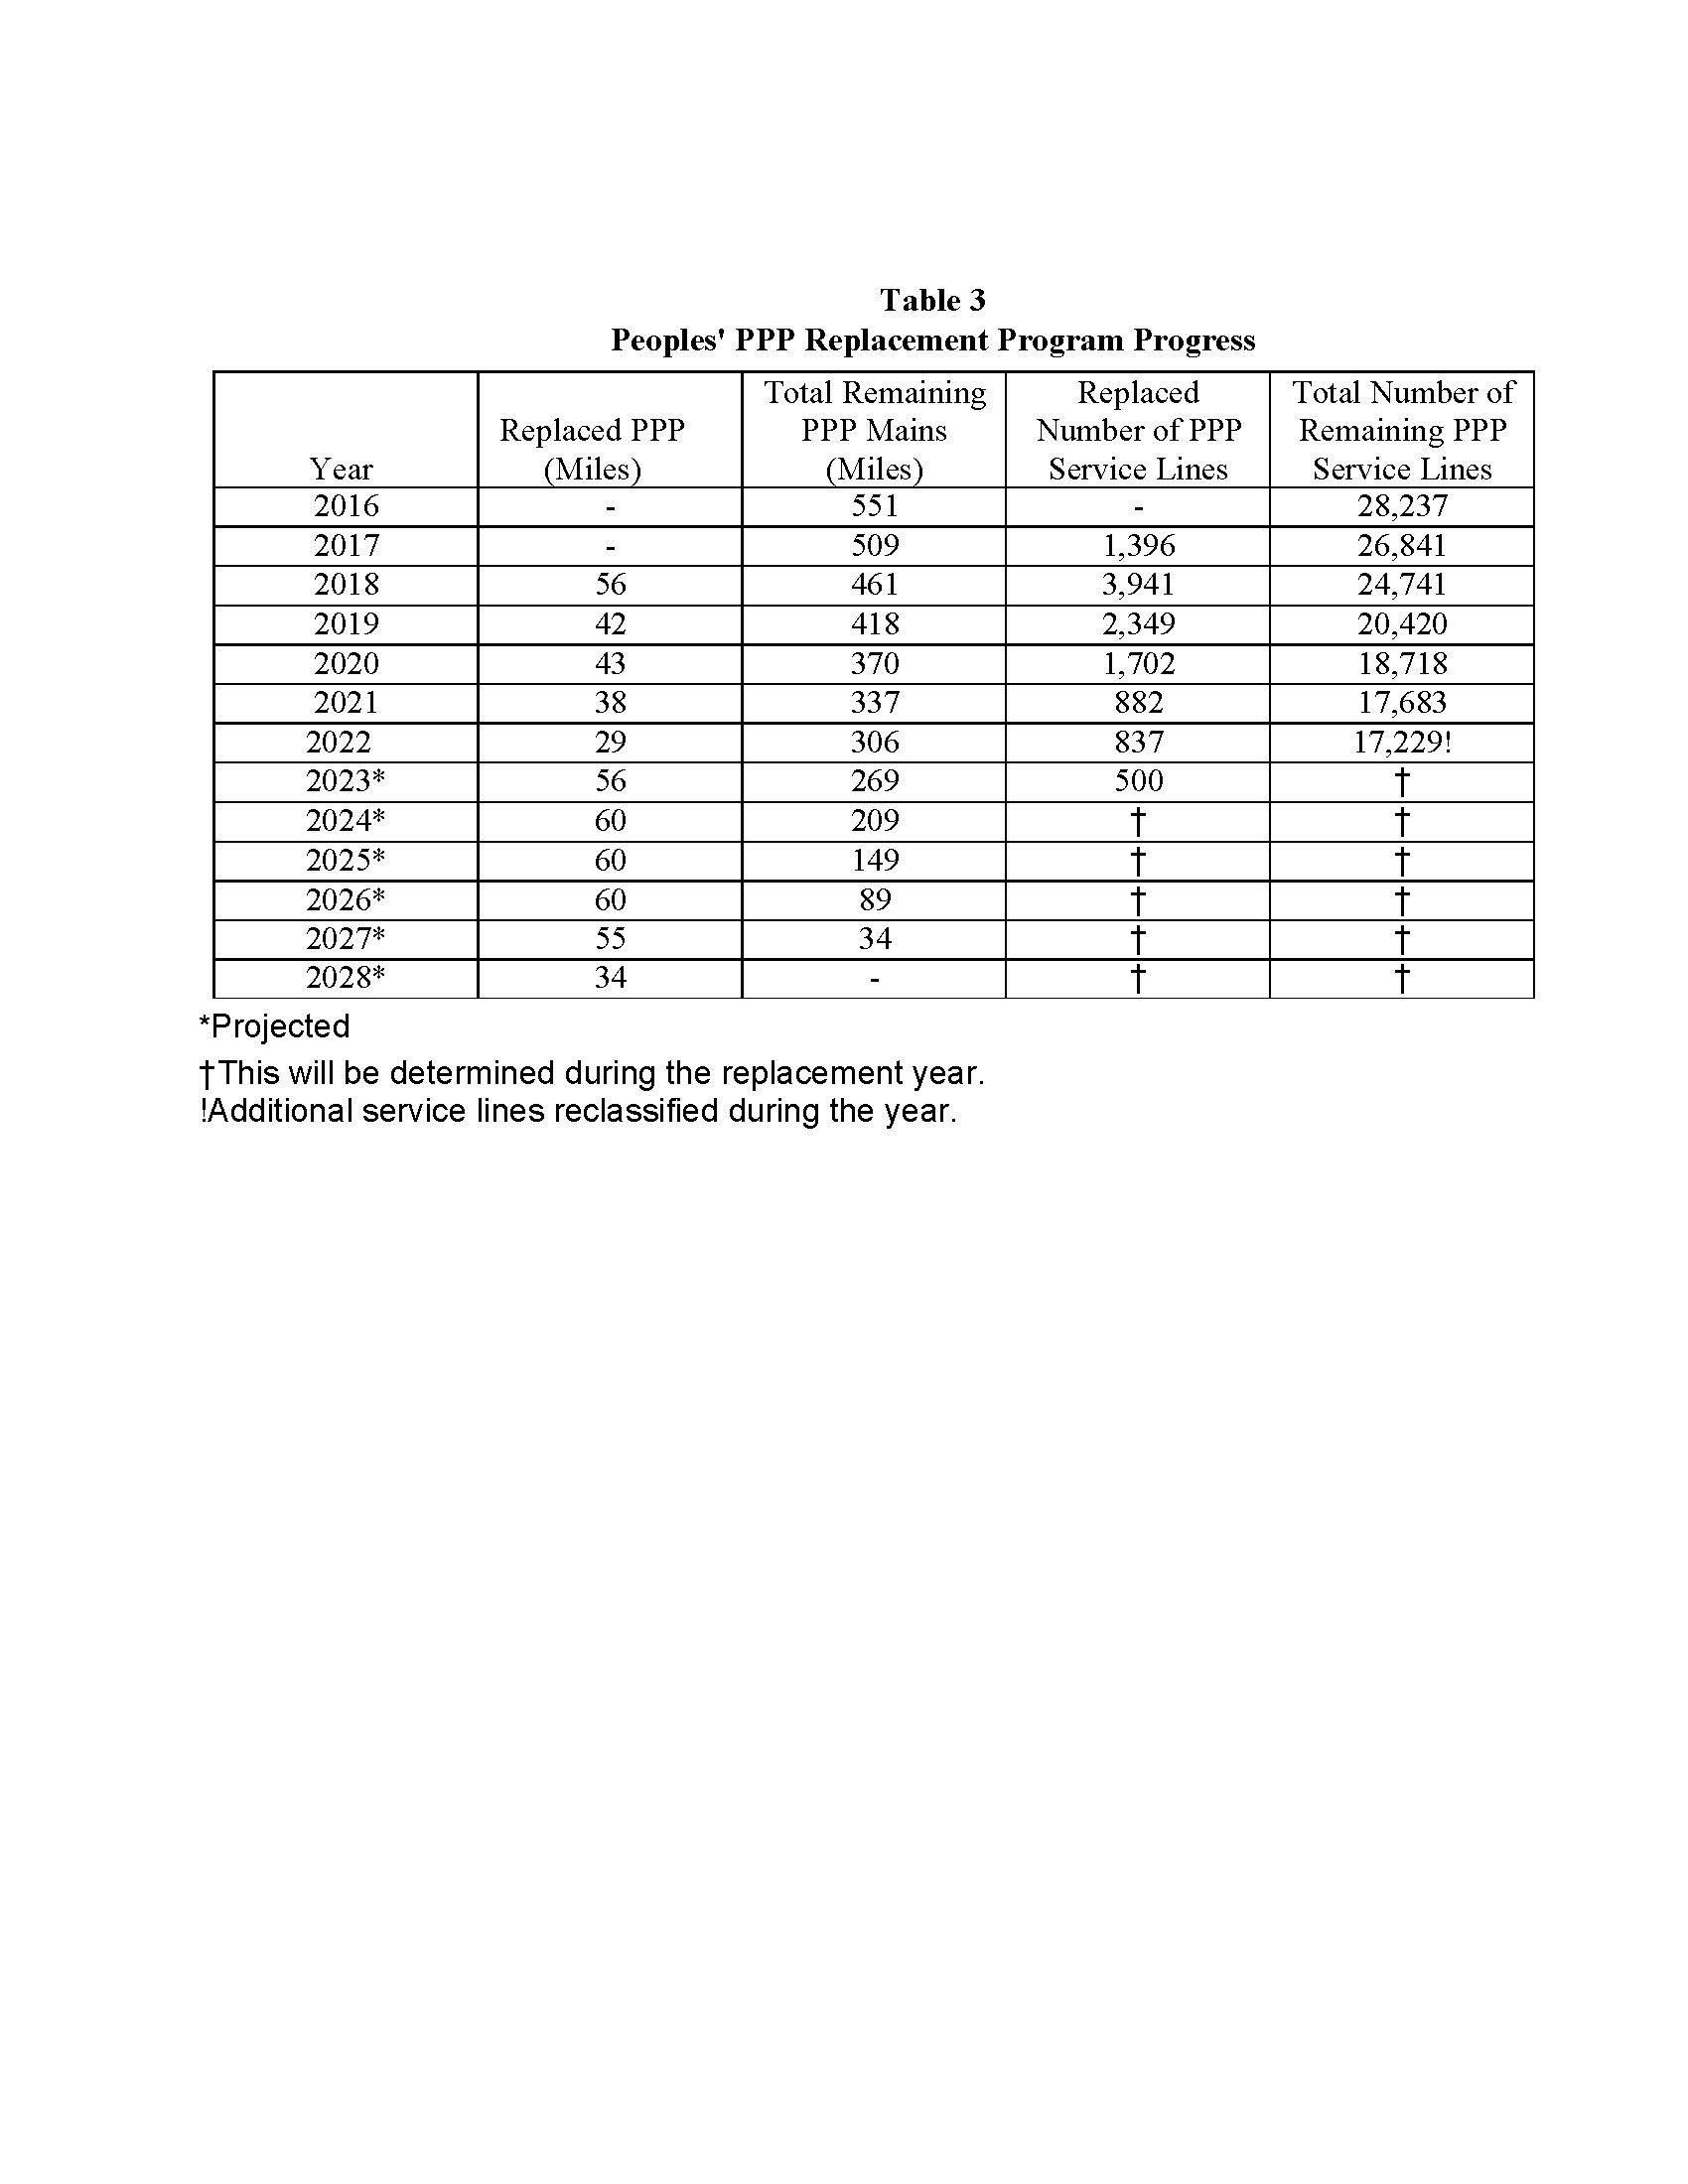 Table 3
Peoples' PPP Replacement Program Progress
Year Replaced PPP (Miles) Total Remaining PPP Mains (Miles) Replaced Number of PPP Service Lines Total Number of Remaining PPP Service Lines
2016 - 551 - 28,237
2017 - 509 1,396 26,841
2018 56 461 3,941 24,741
2019 42 418 2,349 20,420
2020 43 370 1,702 18,718
2021 38 337 882 17,683
2022 29 306 837 17,229!
2023* 56 269 500 †
2024* 60 209 † †
2025* 60 149 † †
2026* 60 89 † †
2027* 55 34 † †
2028* 34 - † †
*Projected
†This will be determined during the replacement year.
!Additional service lines reclassified during the year.